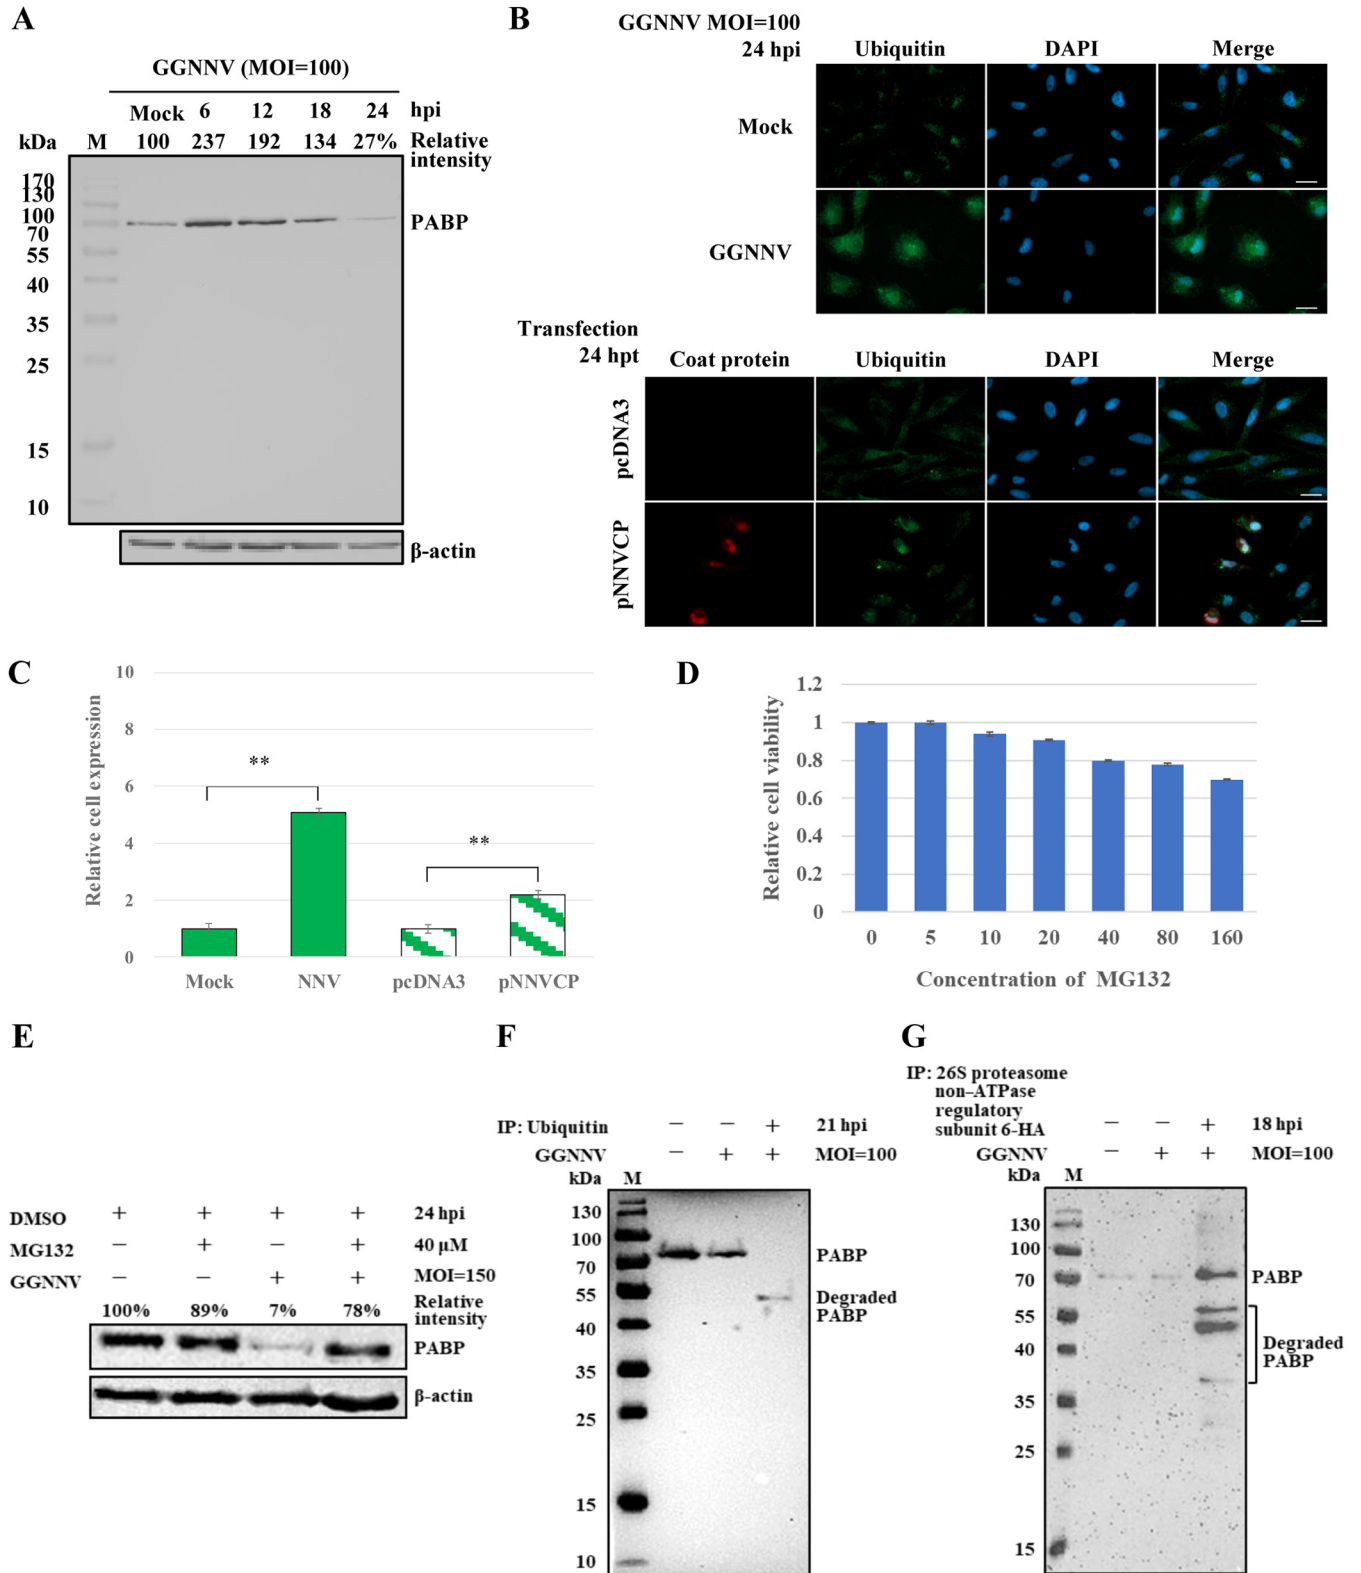 A
GGNNV (MOI=100)
Mock 6 12 18 24 hpi
kDa M 100 237 192 134 27% Relative
intensity
170
130
100
70
55
40
35
25
15
10
PABP
β-actin
B
GGNNV MOI=100
24 hpi Ubiquitin DAPI Merge
Mock
GGNNV
Transfection
24 hpt Coat protein Ubiquitin DAPI Merge
pcDNA3
pNNVCP
C
Relative cell expression
10
8
6
4
2
0
**
**
Mock NNV pcDNA3 pNNVCP
D
Relative cell viability
1.2
1
0.8
0.6
0.4
0.2
0
0 5 10 20 40 80 160
Concentration of MG132
E
DMSO + + + + 24 hpi
MG132 − + − + 40 μM
GGNNV − − + + MOI=150
100% 89% 7% 78% Relative
intensity
PABP
β-actin
F
IP: Ubiquitin − − + 21 hpi
GGNNV − + + MOI=100
kDa M
130
100
70
55
40
35
25
15
10
PABP
Degraded
PABP
G
IP: 26S proteasome
non–ATPase
regulatory
subunit 6-HA − − + 18 hpi
GGNNV − + + MOI=100
kDa M
130
100
70
55
40
35
25
15
PABP
Degraded
PABP